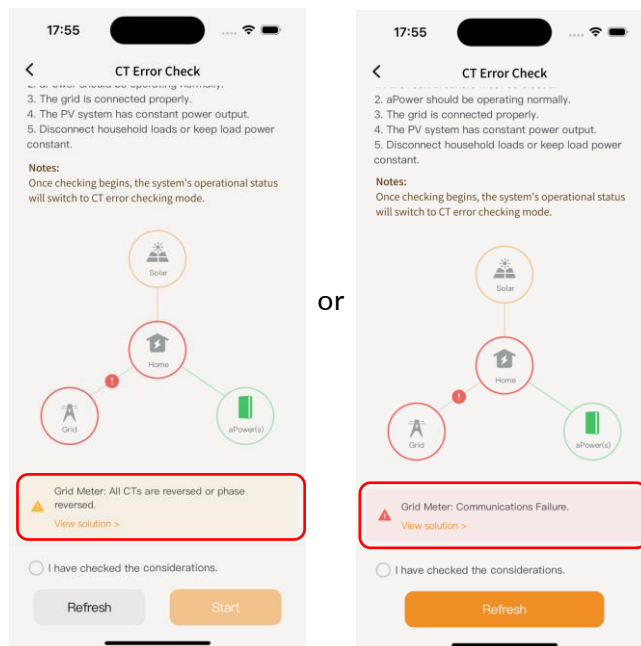 17:55
CT Error Check
3. The grid is connected properly.
4. The PV system has constant power output.
5. Disconnect household loads or keep load power
constant.
Notes:
Once checking begins, the system's operational status
will switch to CT error checking mode.
Solar
Home
Grid
aPower(s)
Grid Meter: All CTs are reversed or phase
reversed.
View solution >
I have checked the considerations.
Refresh
Start
or
17:55
CT Error Check
2. aPower should be operating normally.
3. The grid is connected properly.
4. The PV system has constant power output.
5. Disconnect household loads or keep load power
constant.
Notes:
Once checking begins, the system's operational status
will switch to CT error checking mode.
Solar
Home
Grid
aPower(s)
Grid Meter: Communications Failure.
View solution >
I have checked the considerations.
Refresh